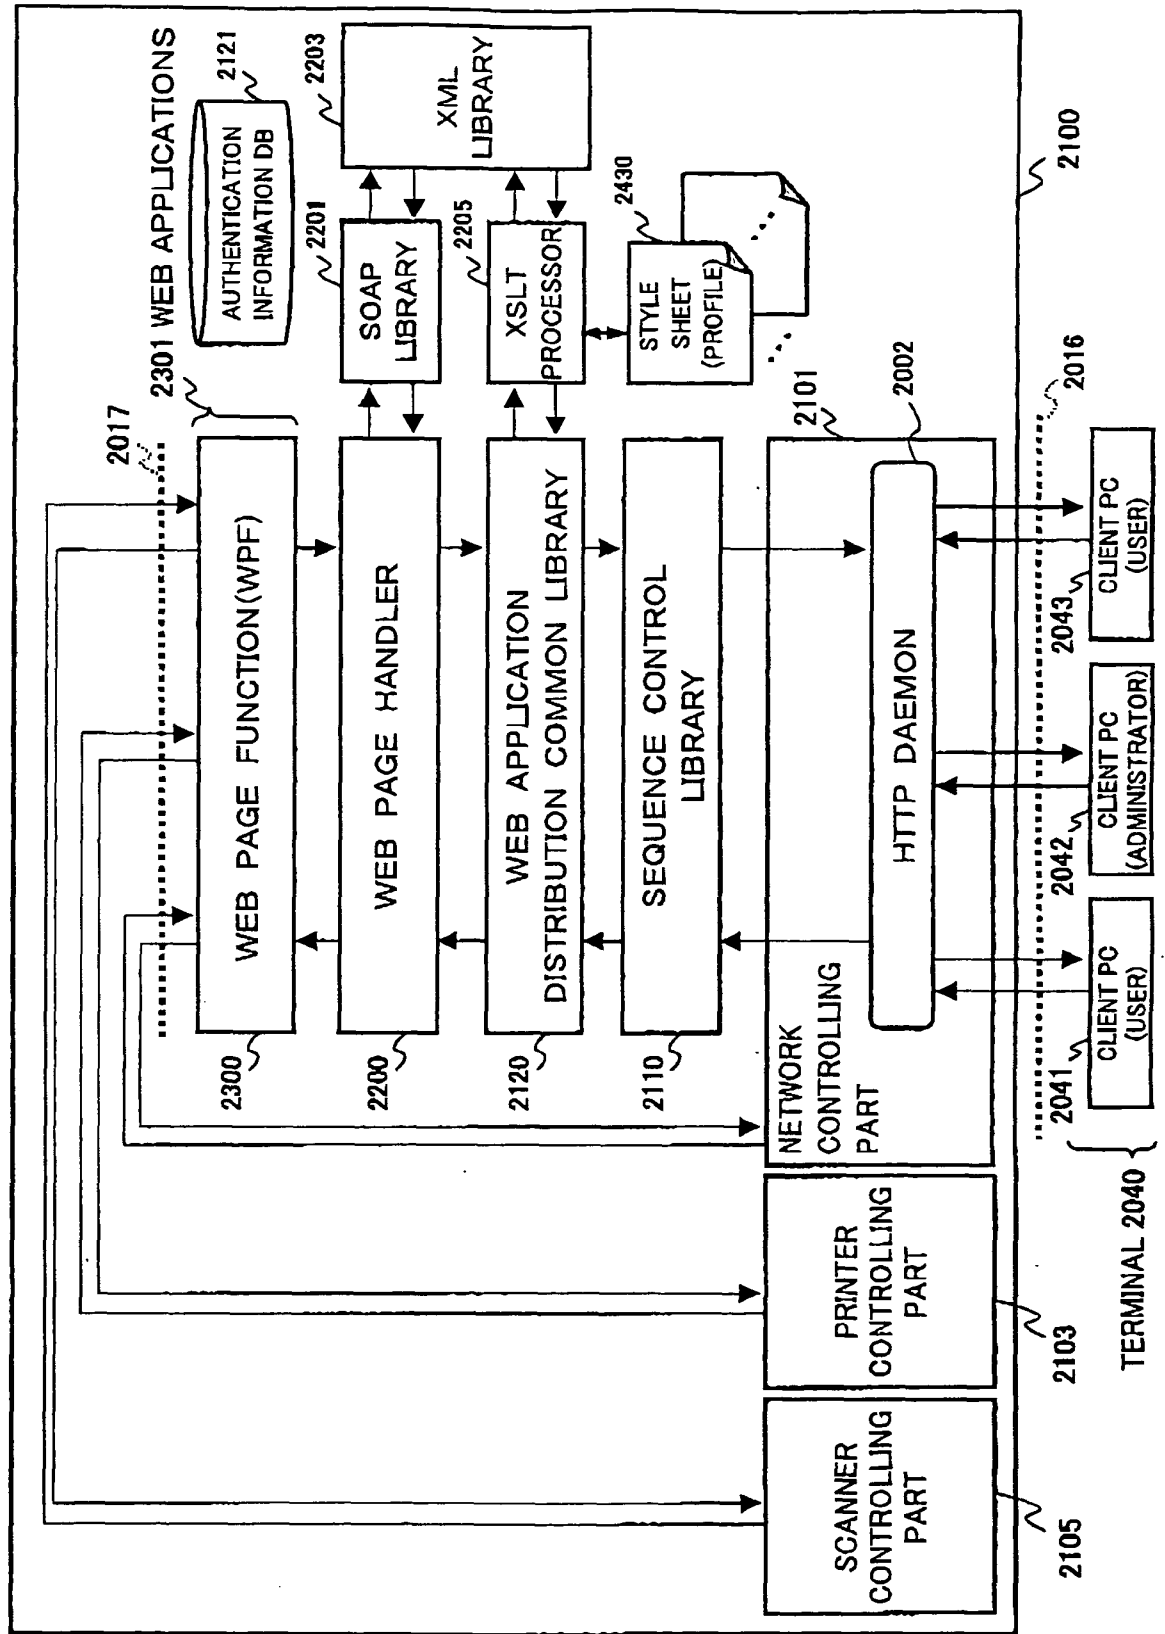 2301 WEB APPLICATIONS
2017
2121
AUTHENTICATION
INFORMATION DB
2203
XML
LIBRARY
2201
SOAP
LIBRARY
2205
XSLT
PROCESSOR
2430
STYLE
SHEET
(PROFILE)
2300
WEB PAGE FUNCTION(WPF)
2200
WEB PAGE HANDLER
2120
WEB APPLICATION
DISTRIBUTION COMMON LIBRARY
2110
SEQUENCE CONTROL
LIBRARY
2101
2002
NETWORK
CONTROLLING
PART
HTTP DAEMON
PRINTER
CONTROLLING
PART
2103
SCANNER
CONTROLLING
PART
2105
2100
2016
2041
CLIENT PC
(USER)
2042
CLIENT PC
(ADMINISTRATOR)
2043
CLIENT PC
(USER)
TERMINAL 2040